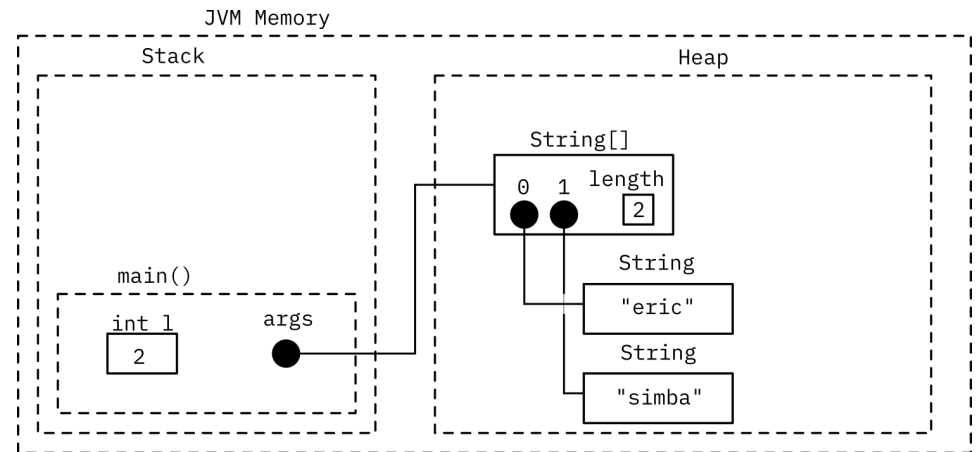 JVM Memory
Stack
Heap
String[]
0 1 length
2
String
"eric"
String
"simba"
main()
int l
2
args